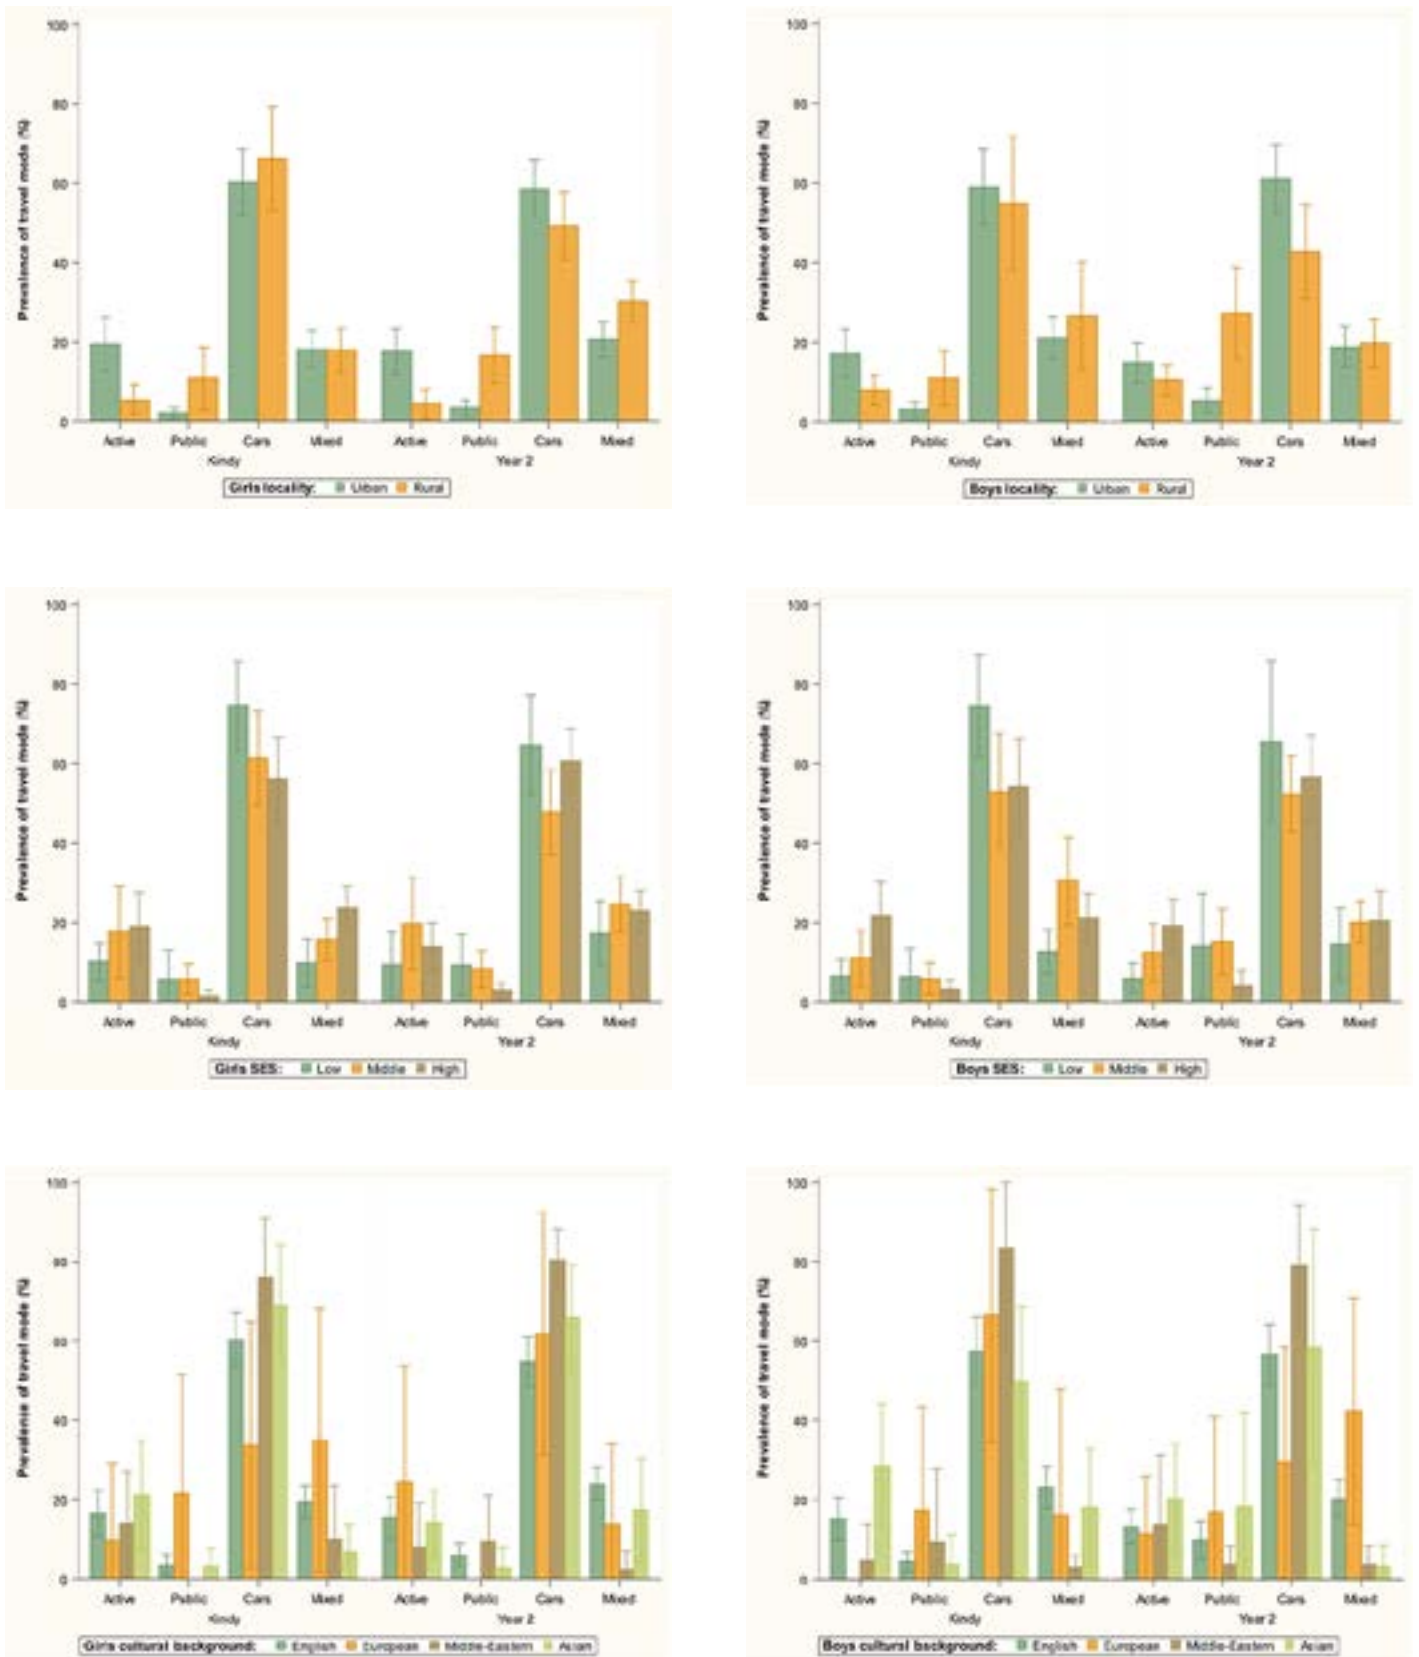 100
80
60
40
20
0
Prevalence of travel mode (%)
Active Public Cars Mixed Active Public Cars Mixed
Kindy Year 2
Girls locality: Urban Rural
100
80
60
40
20
0
Prevalence of travel mode (%)
Active Public Cars Mixed Active Public Cars Mixed
Kindy Year 2
Boys locality: Urban Rural
100
80
60
40
20
0
Prevalence of travel mode (%)
Active Public Cars Mixed Active Public Cars Mixed
Kindy Year 2
Girls SES: Low Middle High
100
80
60
40
20
0
Prevalence of travel mode (%)
Active Public Cars Mixed Active Public Cars Mixed
Kindy Year 2
Boys SES: Low Middle High
100
80
60
40
20
0
Prevalence of travel mode (%)
Active Public Cars Mixed Active Public Cars Mixed
Kindy Year 2
Girls cultural background: English European Middle-Eastern Asian
100
80
60
40
20
0
Prevalence of travel mode (%)
Active Public Cars Mixed Active Public Cars Mixed
Kindy Year 2
Boys cultural background: English European Middle-Eastern Asian